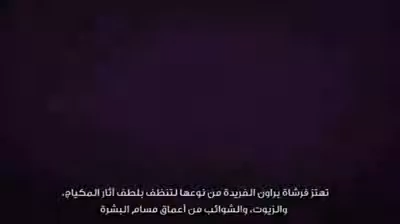 تهتز فرشاة براون الفريدة من نوعها لتنظف بلطف آثار المكياج،
والزيوت، والشوائب من أعماق مسام البشرة